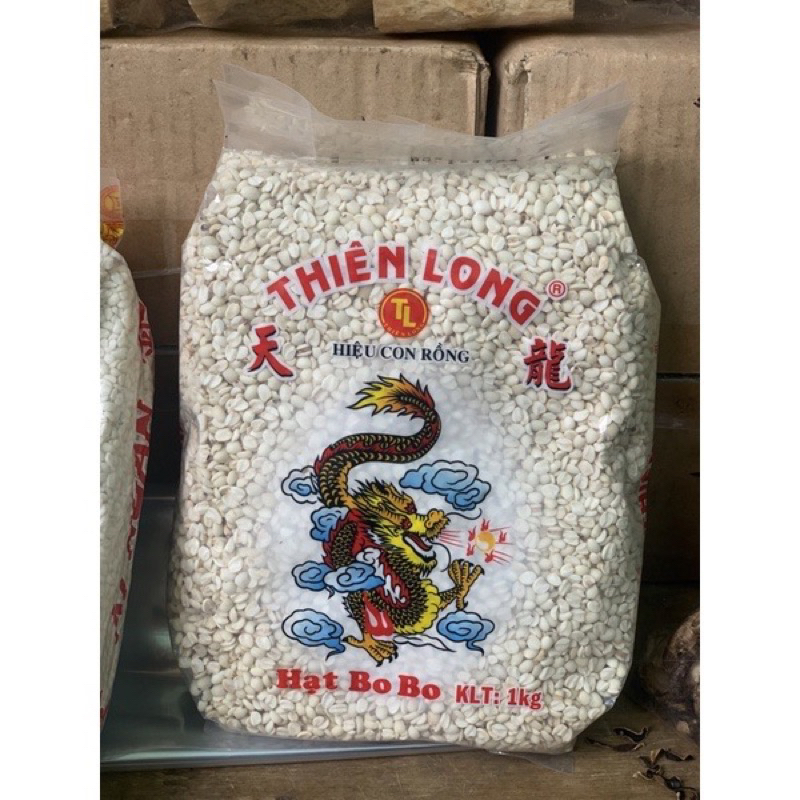 THIÊN LONG ®
TL
天 龍
HIỆU CON RỒNG
Hạt Bo Bo KLT: 1kg